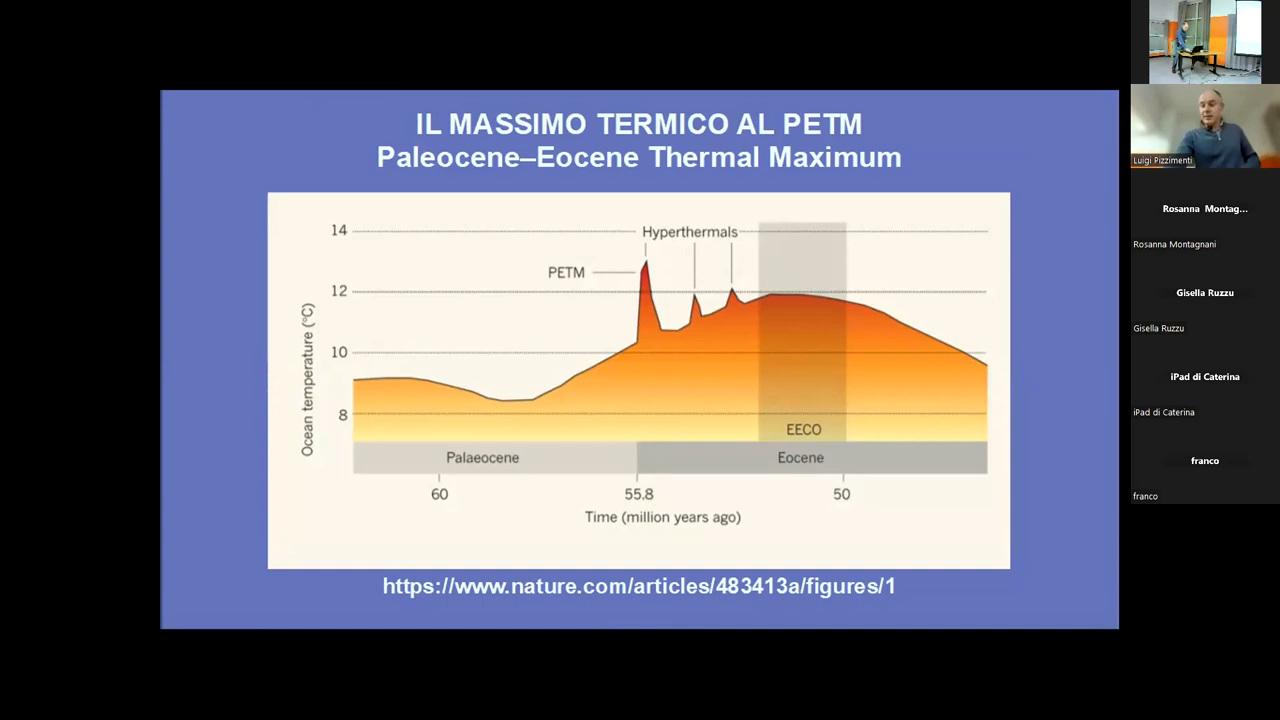 IL MASSIMO TERMICO AL PETM
Paleocene–Eocene Thermal Maximum
14
Hyperthermals
PETM
12
Ocean temperature (°C)
10
8
EECO
Palaeocene
Eocene
60
55.8
50
Time (million years ago)
https://www.nature.com/articles/483413a/figures/1
Luigi Pizzimenti
Rosanna Montag...
Rosanna Montagnani
Gisella Ruzzu
Gisella Ruzzu
iPad di Caterina
iPad di Caterina
franco
franco